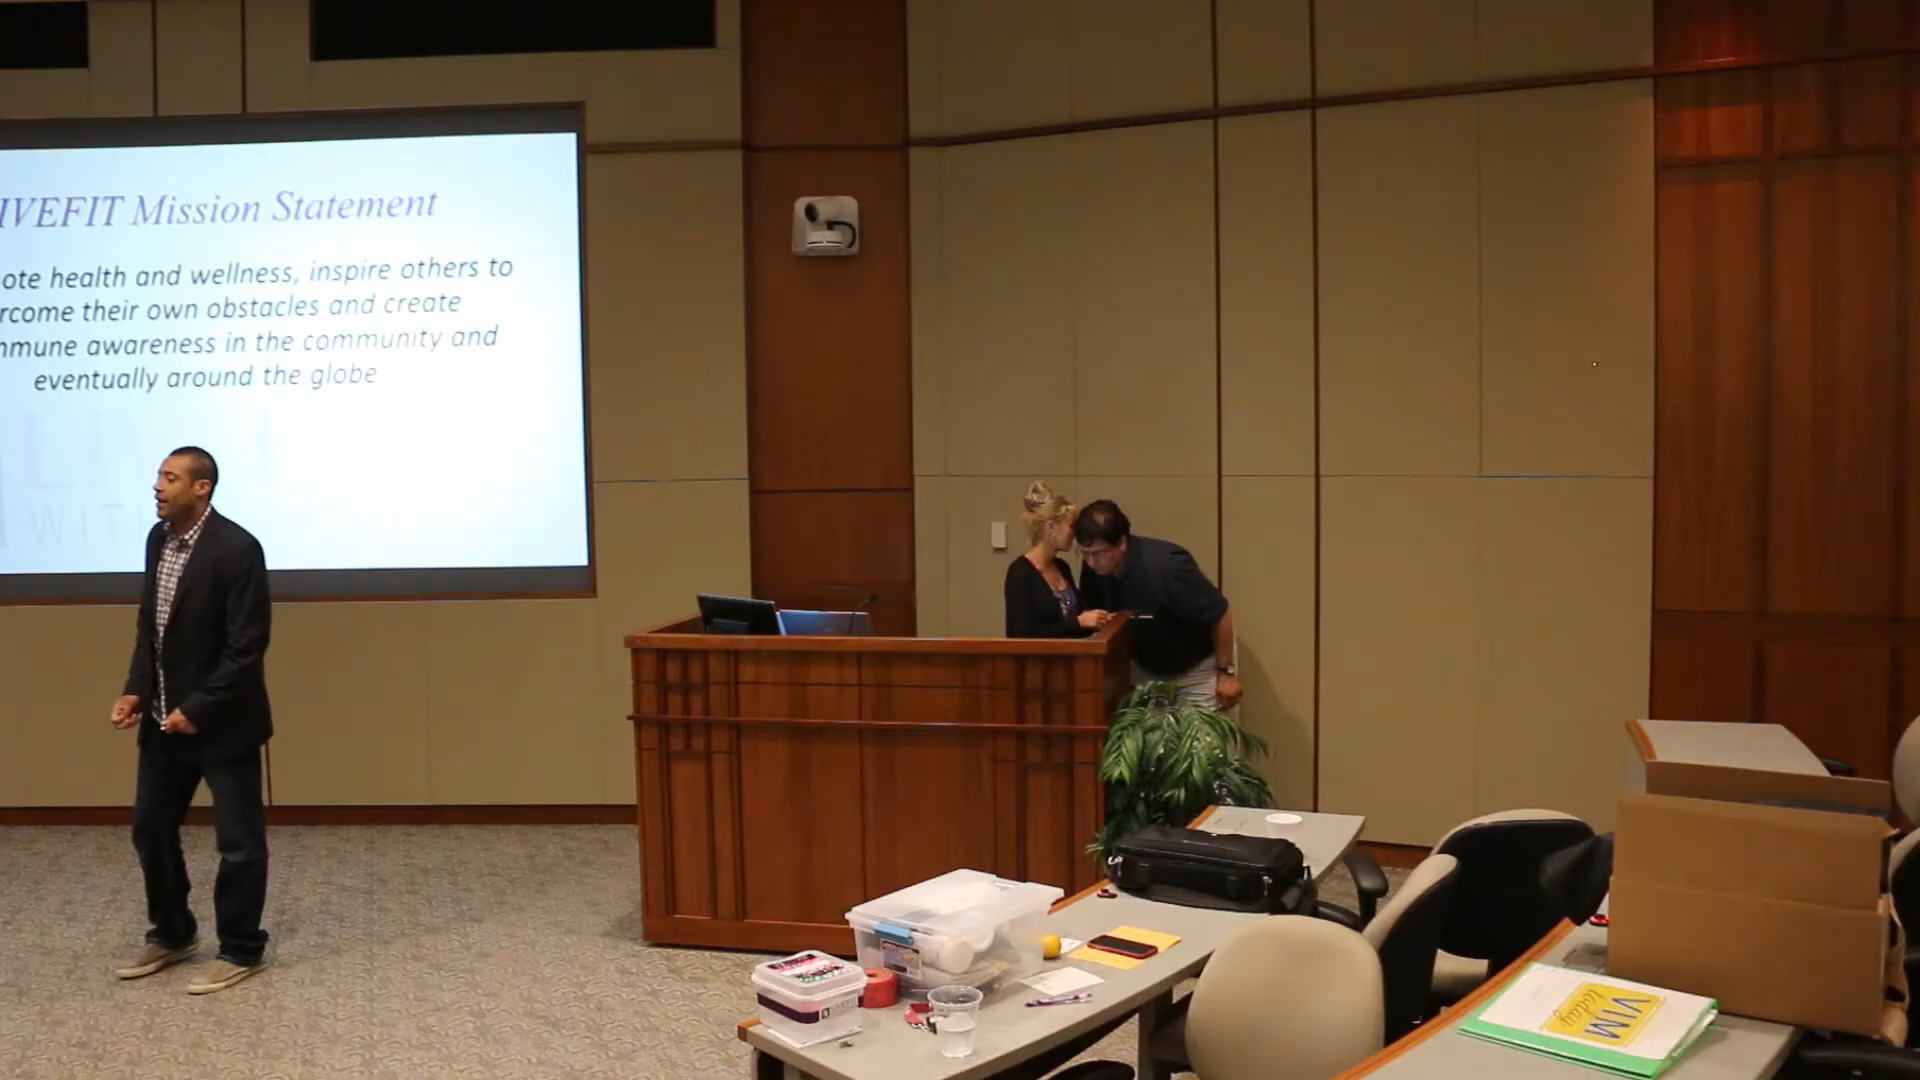 IVEFIT Mission Statement
ote health and wellness, inspire others to
rcome their own obstacles and create
mmune awareness in the community and
eventually around the globe.
VIM
today